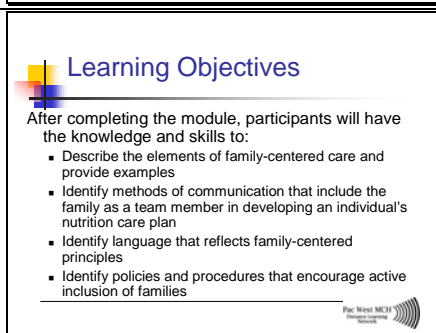 Learning Objectives
After completing the module, participants will have
the knowledge and skills to:
▪ Describe the elements of family-centered care and
provide examples
▪ Identify methods of communication that include the
family as a team member in developing an individual's
nutrition care plan
▪ Identify language that reflects family-centered
principles
▪ Identify policies and procedures that encourage active
inclusion of families
Pac West MCH
Distance Learning
Network